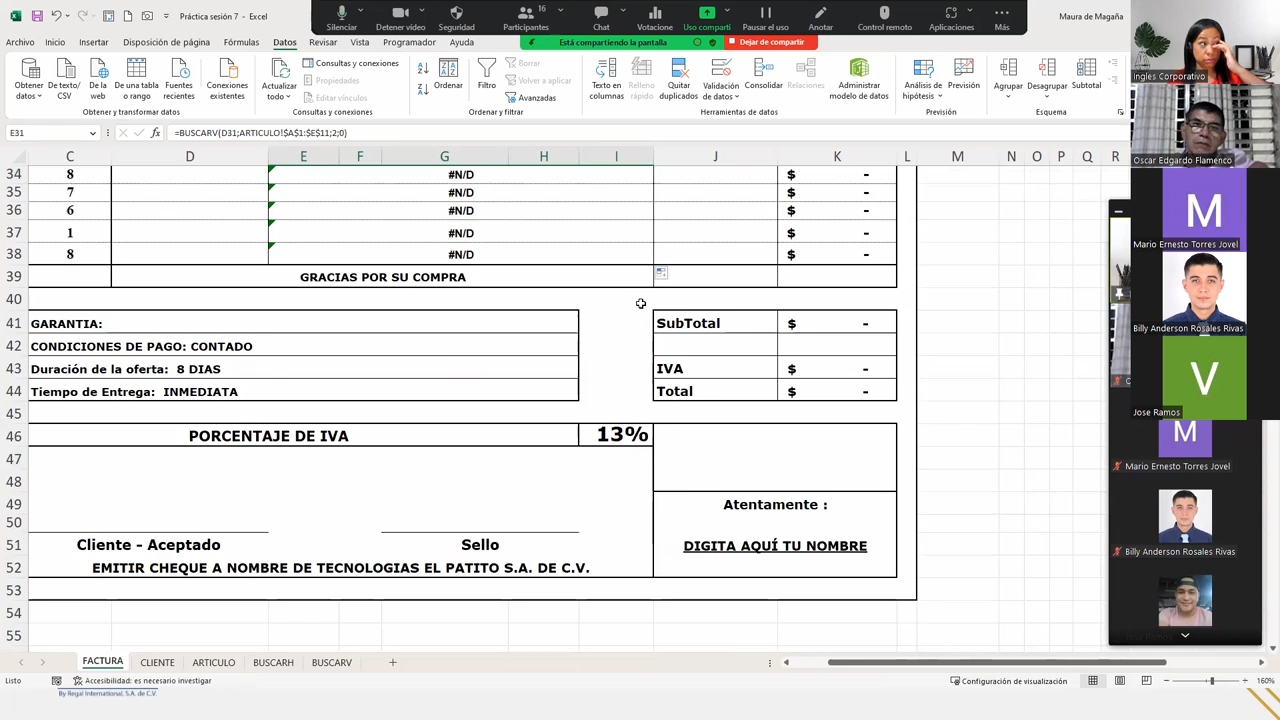 Práctica sesión 7 - Excel
Silenciar
Detener video
Seguridad
16
Participantes
Chat
Votacione
Uso comparti
Pausar el uso
Anotar
Control remoto
Aplicaciones
Más
Maura de Magaña
Está compartiendo la pantalla
Dejar de compartir
Inicio
Insertar
Disposición de página
Fórmulas
Datos
Revisar
Vista
Programador
Ayuda
Obtener datos
De texto/ CSV
De la web
De una tabla o rango
Fuentes recientes
Conexiones existentes
Obtener y transformar datos
Actualizar todo
Consultas y conexiones
Propiedades
Editar vínculos
Consultas y conexiones
Ordenar
Filtro
Borrar
Volver a aplicar
Avanzadas
Ordenar y filtrar
Texto en columnas
Relleno rápido
Quitar duplicados
Validación de datos
Consolidar
Relaciones
Administrar modelo de datos
Herramientas de datos
Análisis de hipótesis
Previsión
Previsión
Agrupar
Desagrupar
Subtotal
Esquema
E31
fx
=BUSCARV(D31;ARTICULO!$A$1:$E$11;2;0)
C D E F G H I J K L M N O P Q R
34 8 #N/D $ -
35 7 #N/D $ -
36 6 #N/D $ -
37 1 #N/D $ -
38 8 #N/D $ -
39 GRACIAS POR SU COMPRA
40
41 GARANTIA: SubTotal $ -
42 CONDICIONES DE PAGO: CONTADO
43 Duración de la oferta: 8 DIAS IVA $ -
44 Tiempo de Entrega: INMEDIATA Total $ -
45
46 PORCENTAJE DE IVA 13%
47
48
49 Atentamente :
50
51 Cliente - Aceptado Sello DIGITA AQUÍ TU NOMBRE
52 EMITIR CHEQUE A NOMBRE DE TECNOLOGIAS EL PATITO S.A. DE C.V.
53
54
55
FACTURA
CLIENTE
ARTICULO
BUSCARH
BUSCARV
Listo
Accesibilidad: es necesario investigar
Configuración de visualización
160%
By Regal International, S.A. de C.V.
Ingles Corporativo
Oscar Edgardo Flamenco
M
Mario Ernesto Torres Jovel
Billy Anderson Rosales Rivas
V
Jose Ramos
M
Mario Ernesto Torres Jovel
Billy Anderson Rosales Rivas